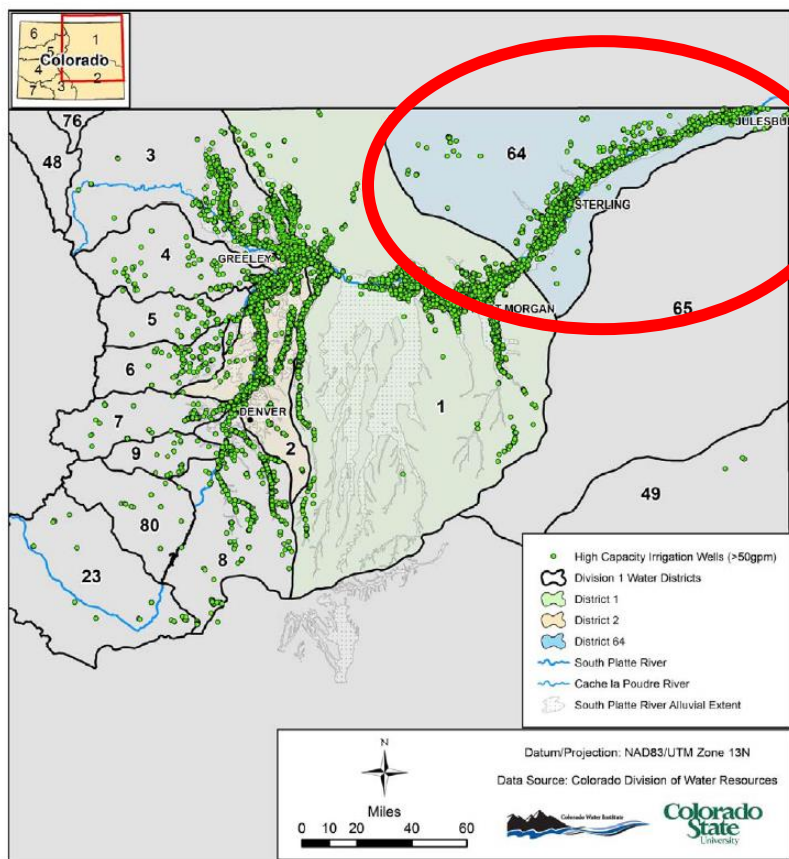 6
1
5
Colorado
4
2
7
3
76
48
3
64
JULESBU
STERLING
4
GREELEY
T MORGAN
65
5
6
1
7
DENVER
9
2
49
80
8
23
High Capacity Irrigation Wells (>50gpm)
Division 1 Water Districts
District 1
District 2
District 64
South Platte River
Cache la Poudre River
South Platte River Alluvial Extent
N
Datum/Projection: NAD83/UTM Zone 13N
Data Source: Colorado Division of Water Resources
Miles
0 10 20 40 60
Colorado Water Institute
Colorado
State
University